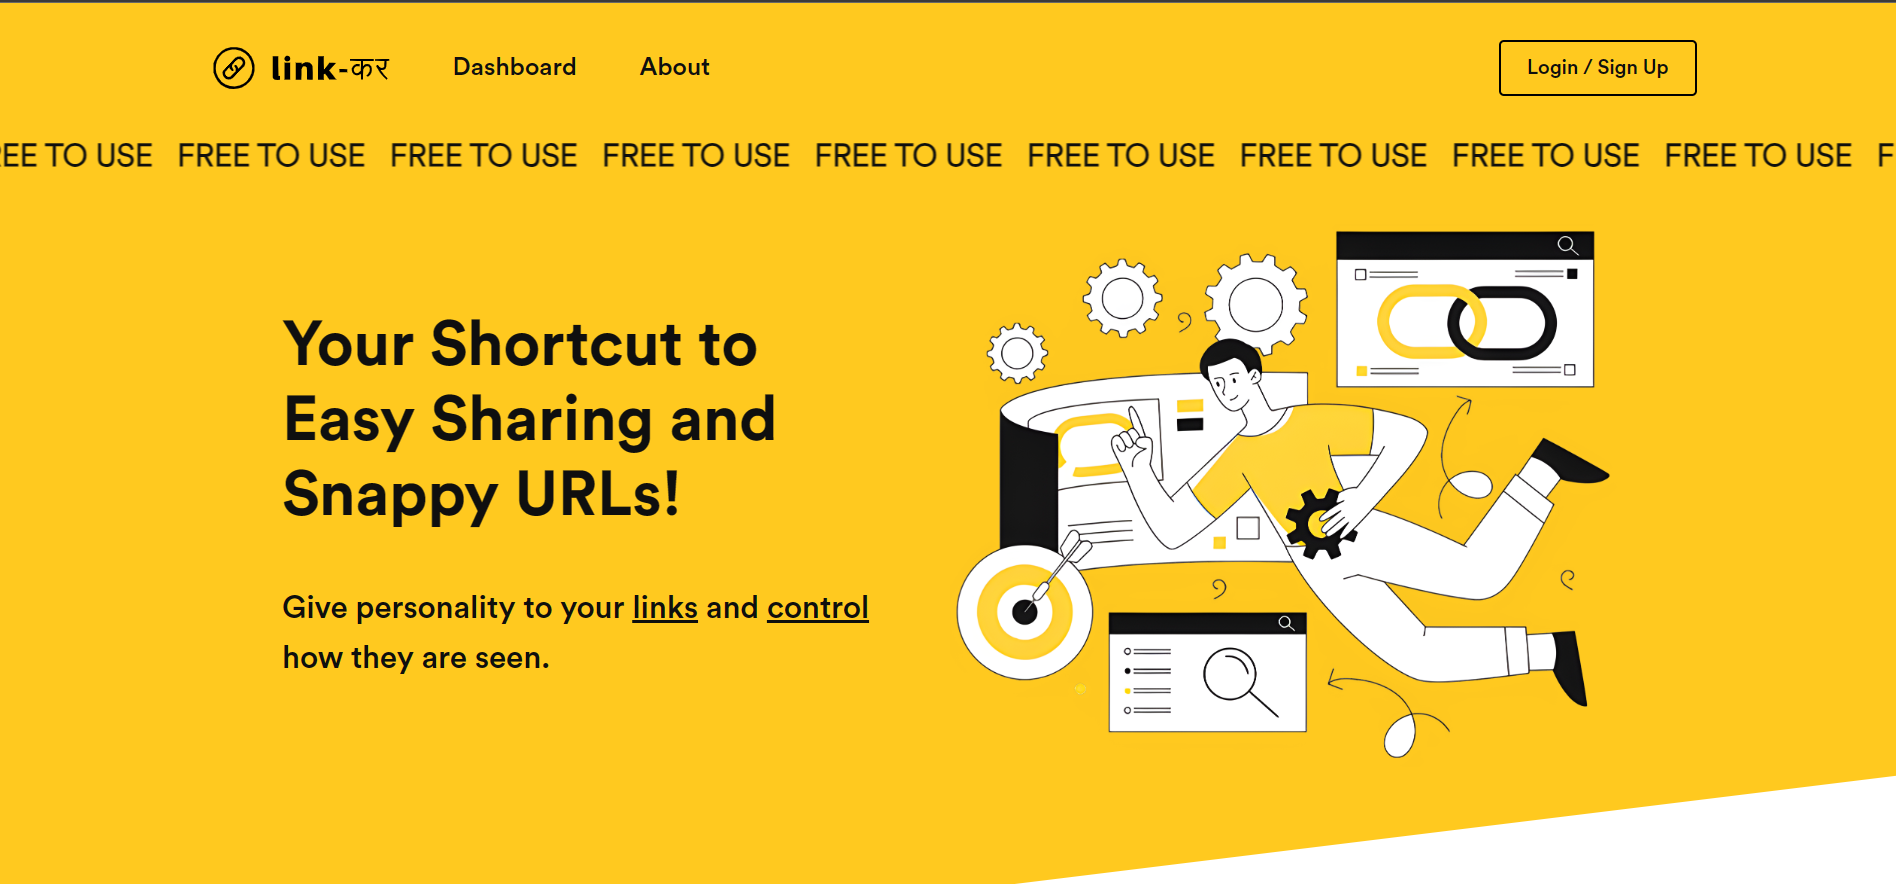 link-कर
Dashboard
About
Login / Sign Up
REE TO USE FREE TO USE FREE TO USE FREE TO USE FREE TO USE FREE TO USE FREE TO USE FREE TO USE FREE TO USE F
Your Shortcut to
Easy Sharing and
Snappy URLs!
Give personality to your links and control
how they are seen.